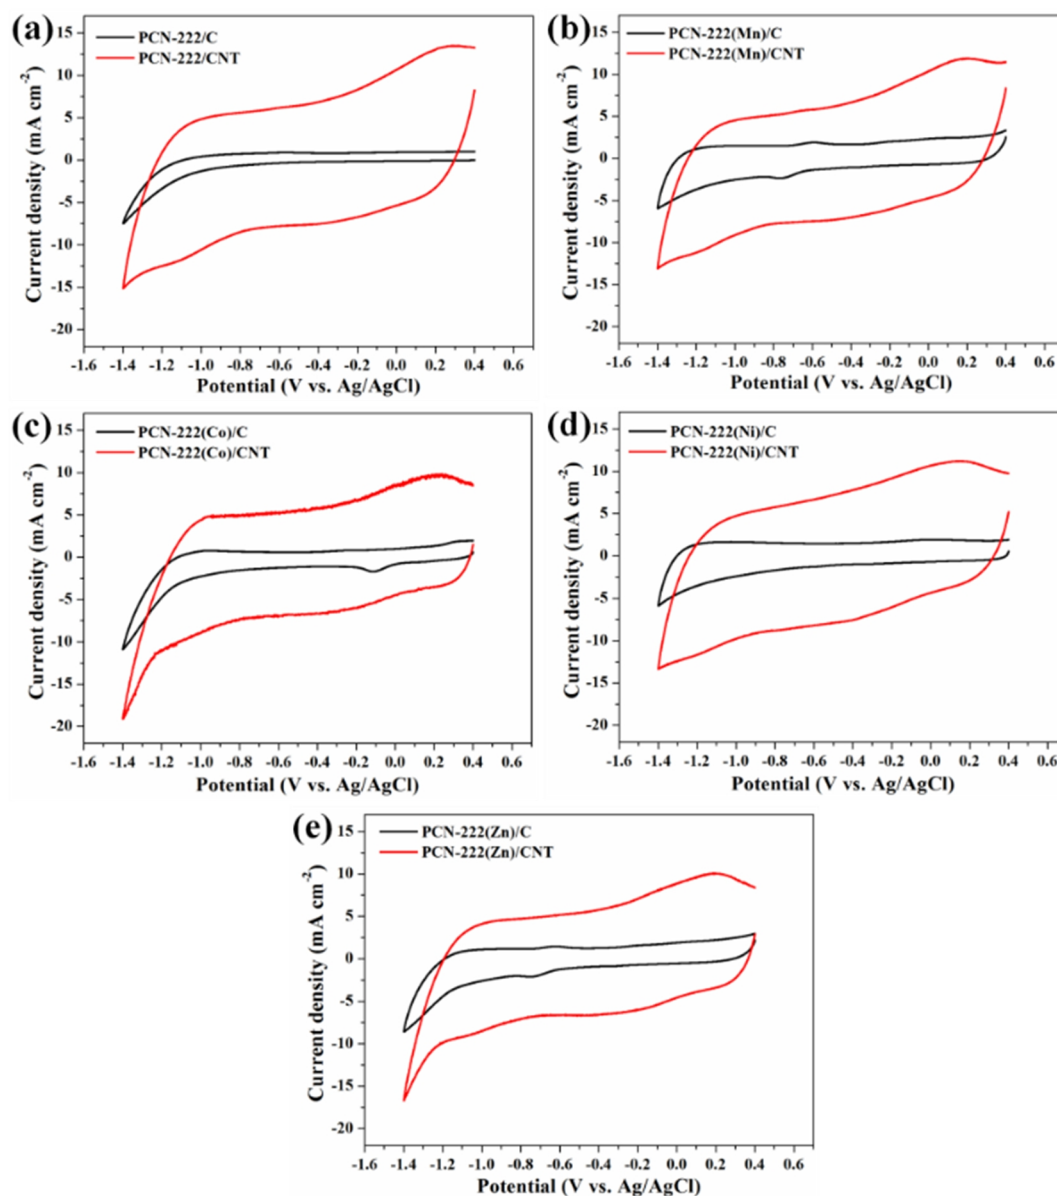 (a)
PCN-222/C
PCN-222/CNT
Current density (mA cm-2)
15
10
5
0
-5
-10
-15
-20
-1.6 -1.4 -1.2 -1.0 -0.8 -0.6 -0.4 -0.2 0.0 0.2 0.4 0.6
Potential (V vs. Ag/AgCl)
(b)
PCN-222(Mn)/C
PCN-222(Mn)/CNT
Current density (mA cm-2)
15
10
5
0
-5
-10
-15
-20
-1.6 -1.4 -1.2 -1.0 -0.8 -0.6 -0.4 -0.2 0.0 0.2 0.4 0.6
Potential (V vs. Ag/AgCl)
(c)
PCN-222(Co)/C
PCN-222(Co)/CNT
Current density (mA cm-2)
15
10
5
0
-5
-10
-15
-20
-1.6 -1.4 -1.2 -1.0 -0.8 -0.6 -0.4 -0.2 0.0 0.2 0.4 0.6
Potential (V vs. Ag/AgCl)
(d)
PCN-222(Ni)/C
PCN-222(Ni)/CNT
Current density (mA cm-2)
15
10
5
0
-5
-10
-15
-20
-1.6 -1.4 -1.2 -1.0 -0.8 -0.6 -0.4 -0.2 0.0 0.2 0.4 0.6
Potential (V vs. Ag/AgCl)
(e)
PCN-222(Zn)/C
PCN-222(Zn)/CNT
Current density (mA cm-2)
15
10
5
0
-5
-10
-15
-20
-1.6 -1.4 -1.2 -1.0 -0.8 -0.6 -0.4 -0.2 0.0 0.2 0.4 0.6
Potential (V vs. Ag/AgCl)